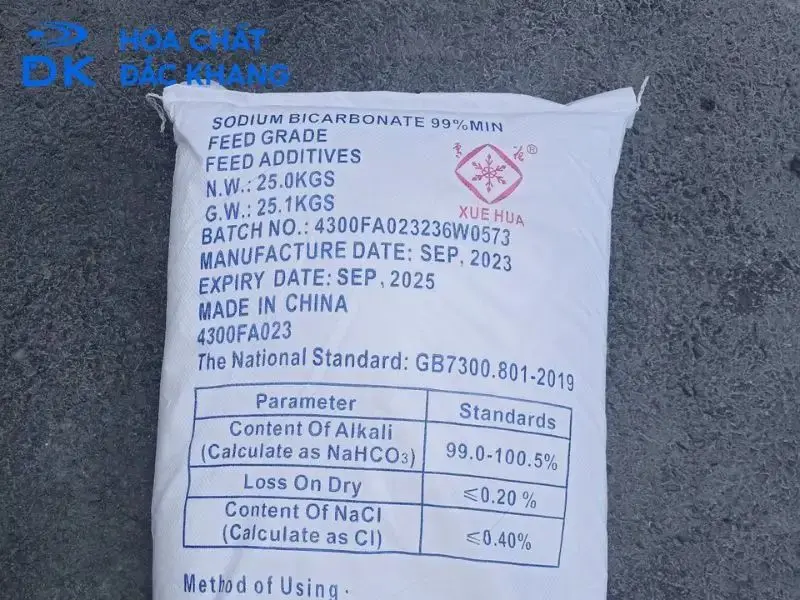 HÓA CHẤT
DK ĐẮC KHANG
SODIUM BICARBONATE 99%MIN
FEED GRADE
FEED ADDITIVES
N.W.: 25.0KGS
G.W.: 25.1KGS
®
XUE HUA
BATCH NO.: 4300FA023236W0573
MANUFACTURE DATE: SEP, 2023
EXPIRY DATE: SEP, 2025
MADE IN CHINA
4300FA023
The National Standard: GB7300.801-2019
Parameter Standards
Content Of Alkali
(Calculate as NaHCO₃) 99.0-100.5%
Loss On Dry ≤0.20 %
Content Of NaCl
(Calculate as Cl) ≤0.40%
Method of Using